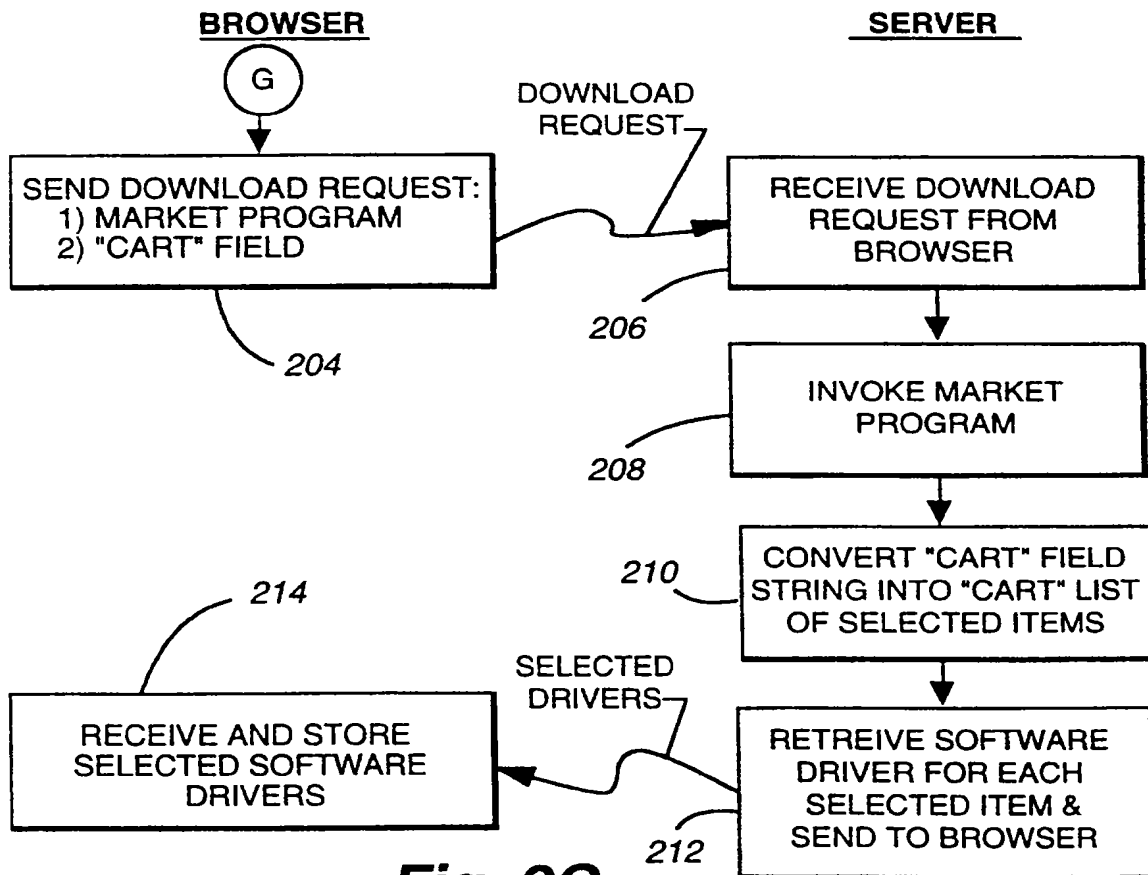 BROWSER
SERVER
G
DOWNLOAD
REQUEST
SEND DOWNLOAD REQUEST:
1) MARKET PROGRAM
2) "CART" FIELD
204
RECEIVE DOWNLOAD
REQUEST FROM
BROWSER
206
INVOKE MARKET
PROGRAM
208
CONVERT "CART" FIELD
STRING INTO "CART" LIST
OF SELECTED ITEMS
210
214
SELECTED
DRIVERS
RECEIVE AND STORE
SELECTED SOFTWARE
DRIVERS
RETREIVE SOFTWARE
DRIVER FOR EACH
SELECTED ITEM &
SEND TO BROWSER
212